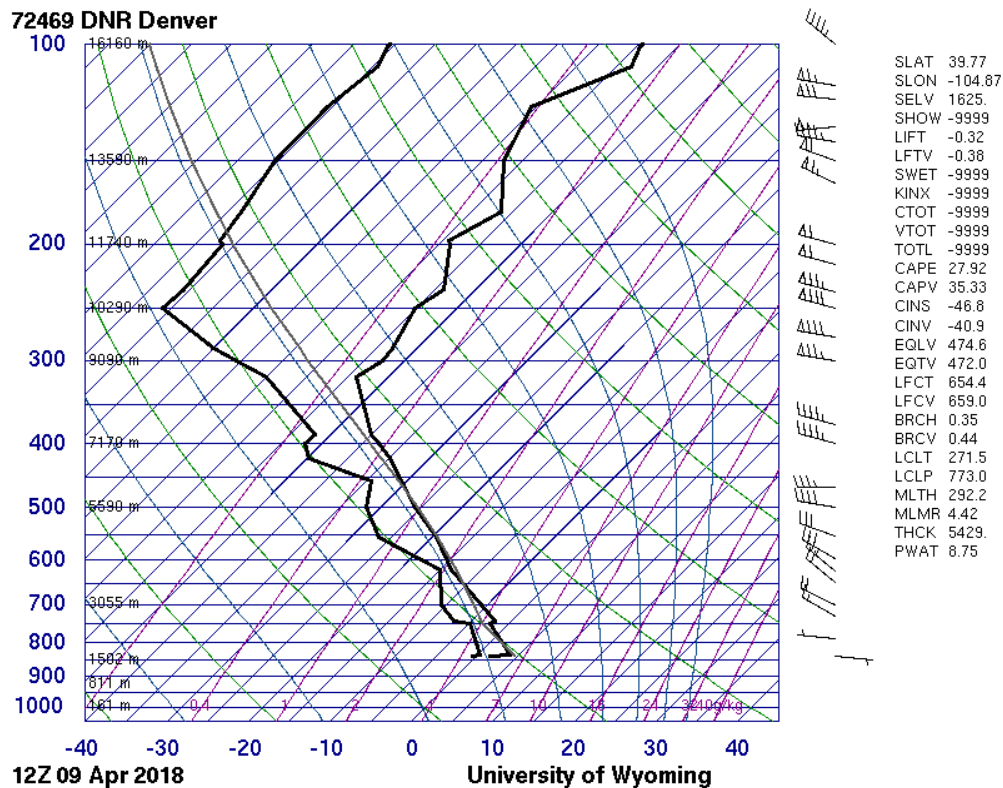 72469 DNR Denver
100 16160 m
13590 m
200 11740 m
10290 m
300 9090 m
400 7170 m
500 5590 m
600
700 3055 m
800
900 1502 m
811 m
1000 161 m 0.4 1 2 4 7 10 16 24 32 40g/kg
-40 -30 -20 -10 0 10 20 30 40
12Z 09 Apr 2018 University of Wyoming
SLAT 39.77
SLON -104.87
SELV 1625.
SHOW -9999
LIFT -0.32
LFTV -0.38
SWET -9999
KINX -9999
CTOT -9999
VTOT -9999
TOTL -9999
CAPE 27.92
CAPV 35.33
CINS -46.8
CINV -40.9
EQLV 474.6
EQTV 472.0
LFCT 654.4
LFCV 659.0
BRCH 0.35
BRCV 0.44
LCLT 271.5
LCLP 773.0
MLTH 292.2
MLMR 4.42
THCK 5429.
PWAT 8.75